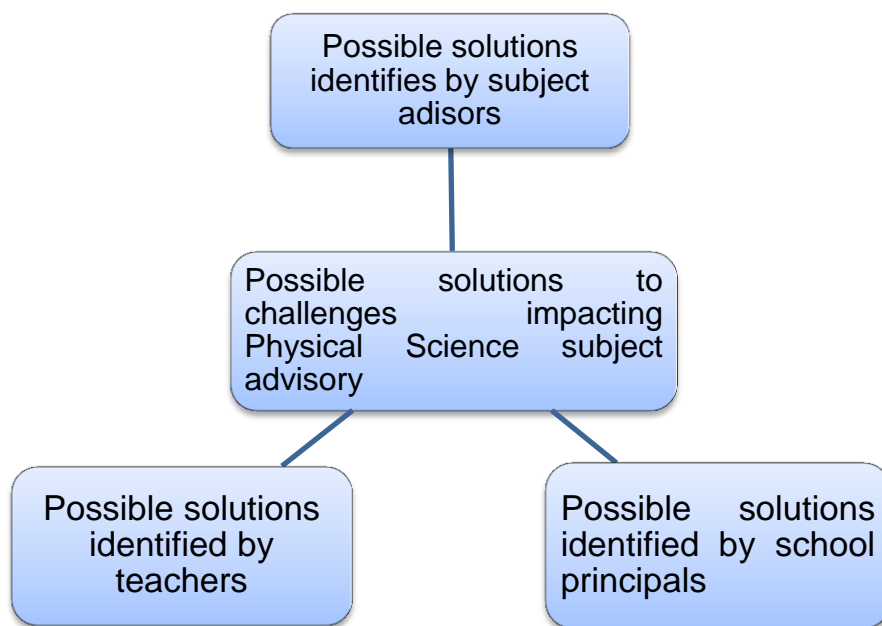 Possible solutions
identifies by subject
adisors
Possible solutions to
challenges impacting
Physical Science subject
advisory
Possible solutions
identified by
teachers
Possible solutions
identified by school
principals